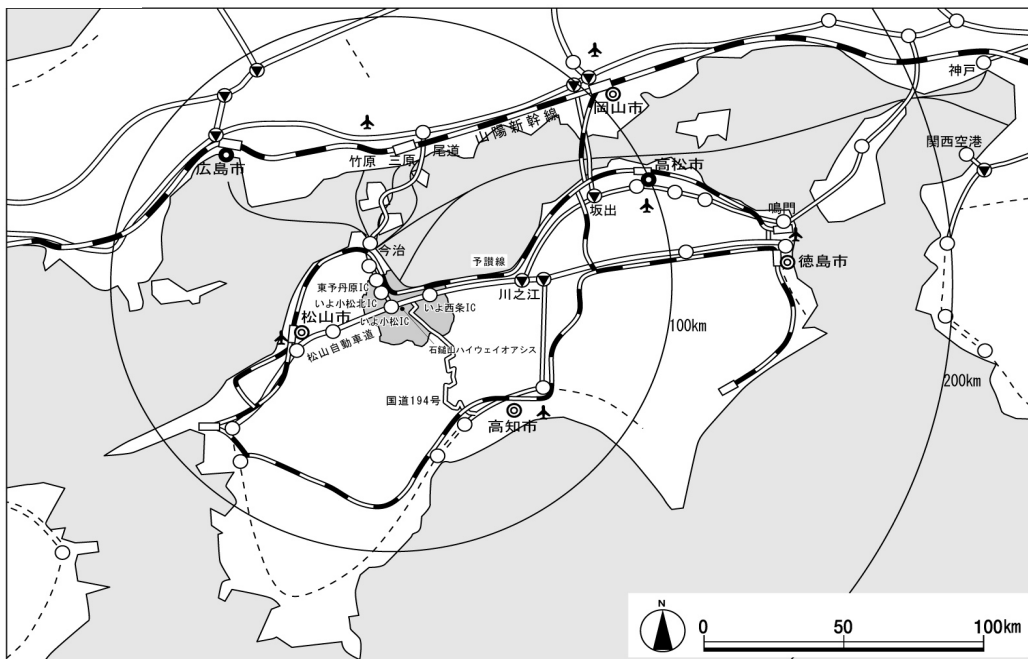 神戸
岡山市
山陽新幹線
関西空港
尾道
竹原
三原
広島市
高松市
坂出
鳴門
今治
予讃線
徳島市
東予丹原IC
川之江
いよ西条IC
いよ小松北IC
いよ小松IC
松山市
100km
松山自動車道
石鎚山ハイウェイオアシス
200km
国道194号
高知市
N
0
50
100km